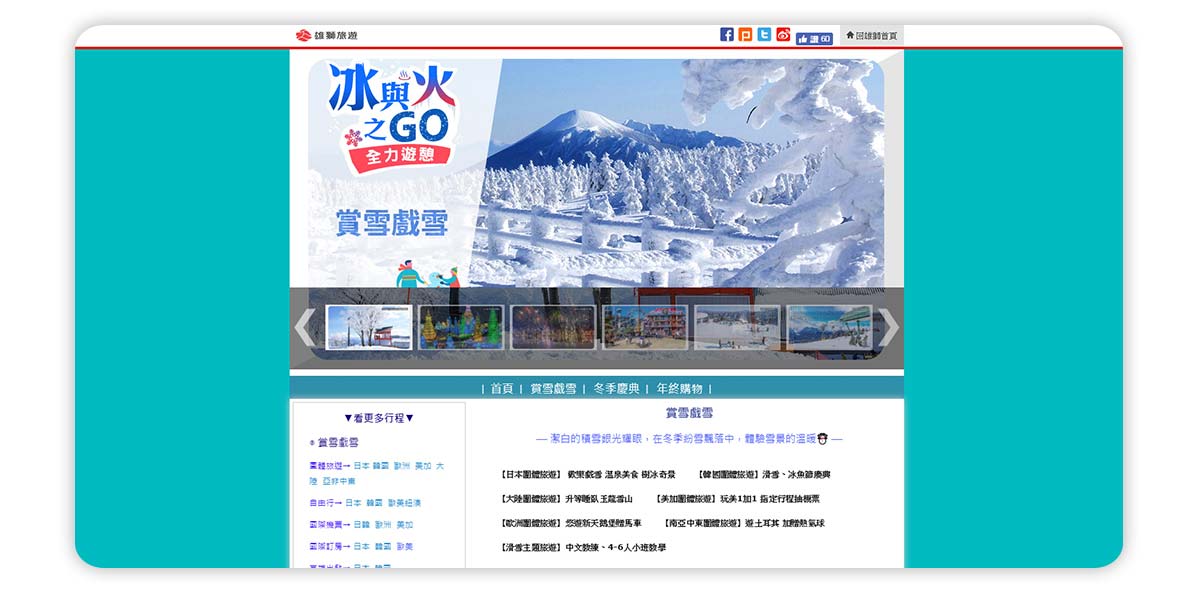 雄獅旅遊
讚 60
回雄獅首頁
冰與火
之GO
全力遊憩
賞雪戲雪
| 首頁 | 賞雪戲雪 | 冬季慶典 | 年終購物 |
▼看更多行程▼
賞雪戲雪
團體旅遊→ 日本 韓國 歐洲 美加 大
陸 亞非中東
自由行→ 日本 韓國 歐美紐澳
國際機票→ 日韓 歐洲 美加
國際訂房→ 日本 韓國 歐美
賞雪戲雪
— 潔白的積雪銀光耀眼，在冬季紛雪飄落中，體驗雪景的溫暖 —
【日本團體旅遊】 歡樂戲雪 溫泉美食 樹冰奇景 【韓國團體旅遊】滑雪、冰魚節慶典
【大陸團體旅遊】升等睡臥 玉龍雪山 【美加團體旅遊】玩美1加1 指定行程抽機票
【歐洲團體旅遊】悠遊新天鵝堡贈馬車 【南亞中東團體旅遊】遊土耳其 加贈熱氣球
【滑雪主題旅遊】中文教練、4-6人小班教學